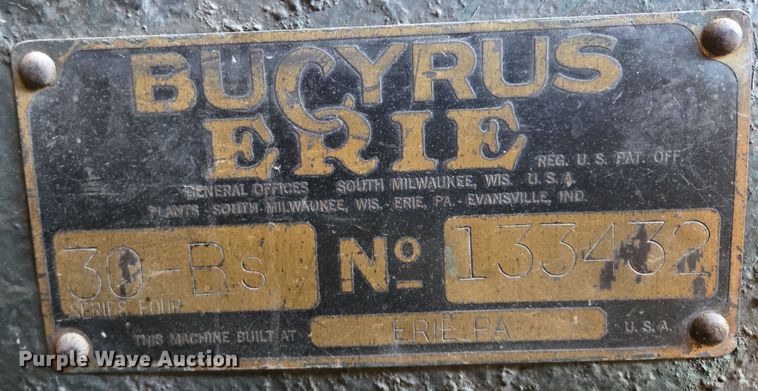 BUCYRUS
ERIE
REG. U.S. PAT. OFF.
GENERAL OFFICES SOUTH MILWAUKEE, WIS. U.S.A.
PLANTS: SOUTH MILWAUKEE, WIS. ERIE, PA. EVANSVILLE, IND.
30-Bs No 133432
SERIES FOUR
THIS MACHINE BUILT AT ERIE PA U.S.A.
Purple Wave Auction